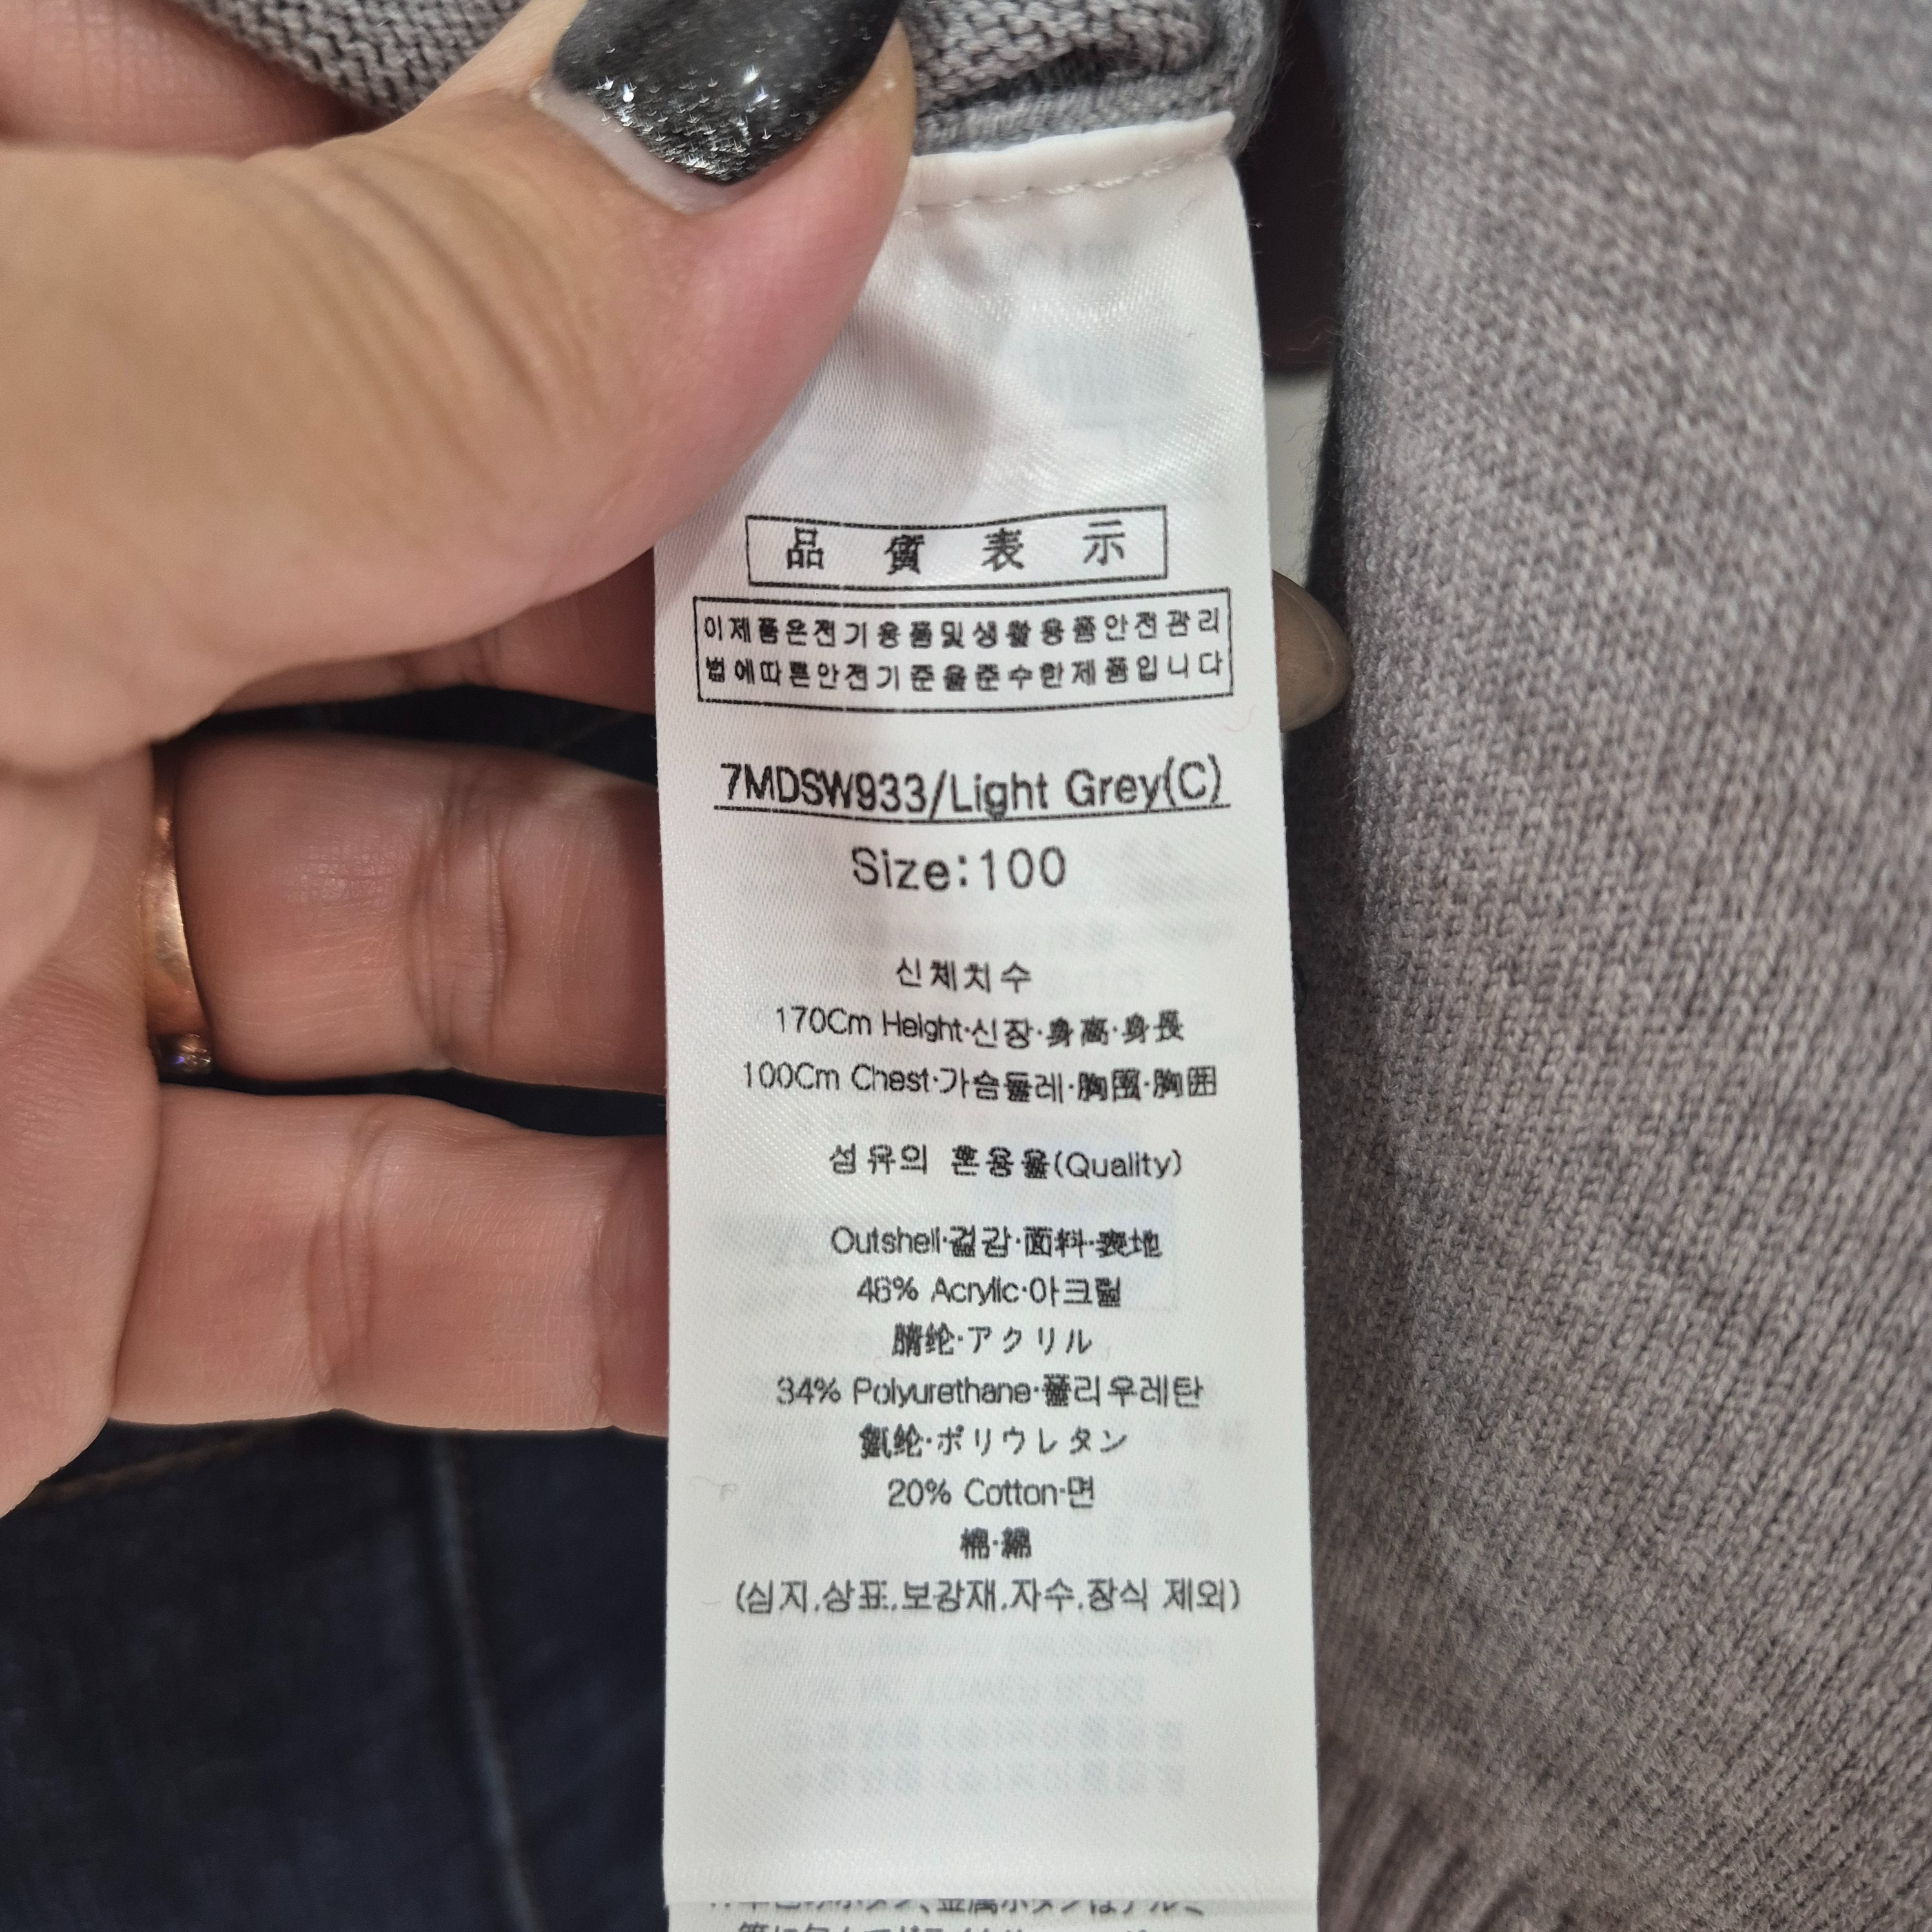 品 質 表 示
이제품은전기용품및생활용품안전관리
법에따른안전기준을준수한제품입니다
7MDSW933/Light Grey(C)
Size:100
신체치수
170Cm Height·신장·身高·身長
100Cm Chest·가슴둘레·胸围·胸囲
섬유의 혼용율(Quality)
Outshell·겉감·面料·表地
46% Acrylic·아크릴
腈纶·アクリル
34% Polyurethane·폴리우레탄
氨纶·ポリウレタン
20% Cotton·면
棉·綿
(심지,상표,보강재,자수,장식 제외)